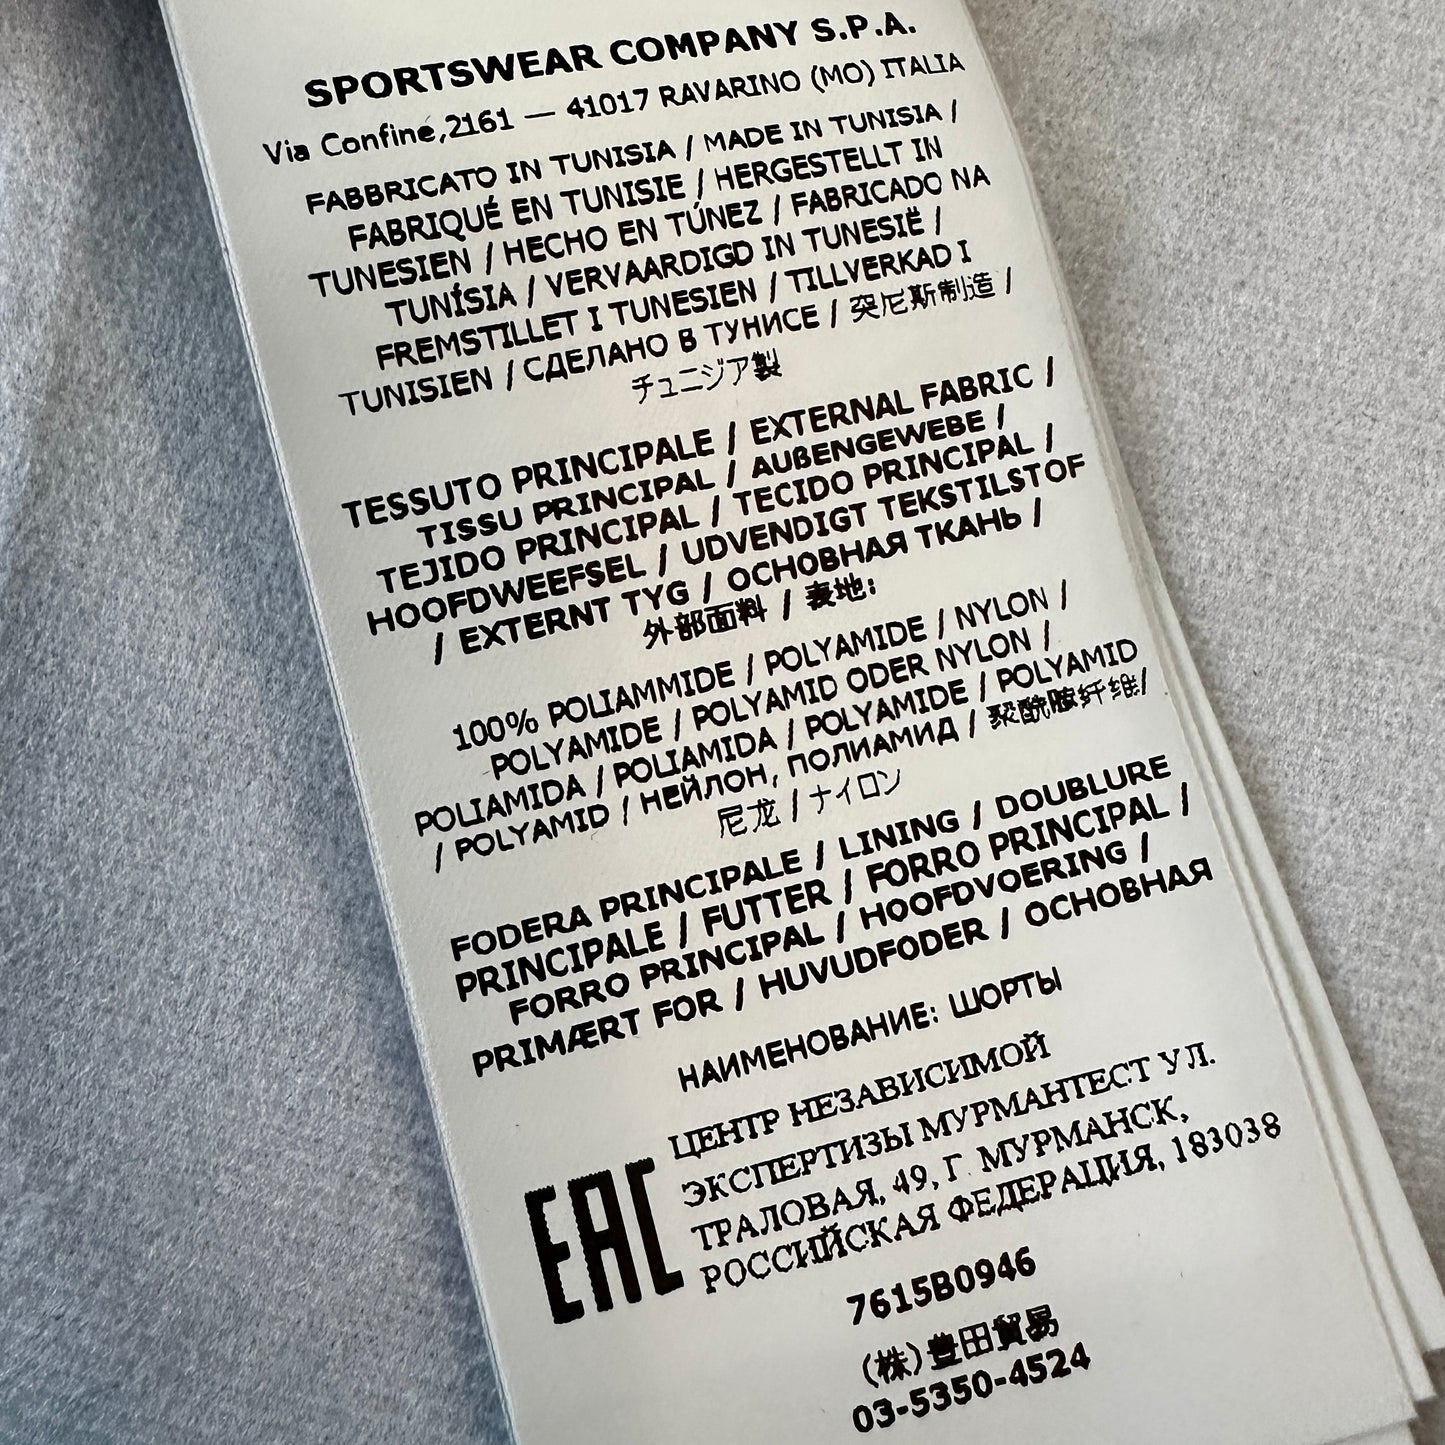 SPORTSWEAR COMPANY S.P.A.
Via Confine,2161 — 41017 RAVARINO (MO) ITALIA
FABBRICATO IN TUNISIA / MADE IN TUNISIA /
FABRIQUÉ EN TUNISIE / HERGESTELLT IN
TUNESIEN / HECHO EN TÚNEZ / FABRICADO NA
TUNÍSIA / VERVAARDIGD IN TUNESIË /
FREMSTILLET I TUNESIEN / TILLVERKAD I
TUNISIEN / СДЕЛАНО В ТУНИСЕ / 突尼斯制造 /
チュニジア製
TESSUTO PRINCIPALE / EXTERNAL FABRIC /
TISSU PRINCIPAL / AUßENGEWEBE /
TEJIDO PRINCIPAL / TECIDO PRINCIPAL /
HOOFDWEEFSEL / UDVENDIGT TEKSTILSTOF
/ EXTERNT TYG / ОСНОВНАЯ ТКАНЬ /
外部面料 / 表地:
100% POLIAMMIDE / POLYAMIDE / NYLON /
POLYAMIDE / POLYAMID ODER NYLON /
POLIAMIDA / POLIAMIDA / POLYAMIDE / POLYAMID
/ POLYAMID / НЕЙЛОН, ПОЛИАМИД / 聚酰胺纤维/
尼龙 / ナイロン
FODERA PRINCIPALE / LINING / DOUBLURE
PRINCIPALE / FUTTER / FORRO PRINCIPAL /
FORRO PRINCIPAL / HOOFDVOERING /
PRIMÆRT FOR / HUVUDFODER / ОСНОВНАЯ
НАИМЕНОВАНИЕ: ШОРТЫ
ЦЕНТР НЕЗАВИСИМОЙ
ЭКСПЕРТИЗЫ МУРМАНТЕСТ УЛ.
ТРАЛОВАЯ, 49, Г. МУРМАНСК,
РОССИЙСКАЯ ФЕДЕРАЦИЯ, 183038
EAC
7615B0946
(株)豊田貿易
03-5350-4524